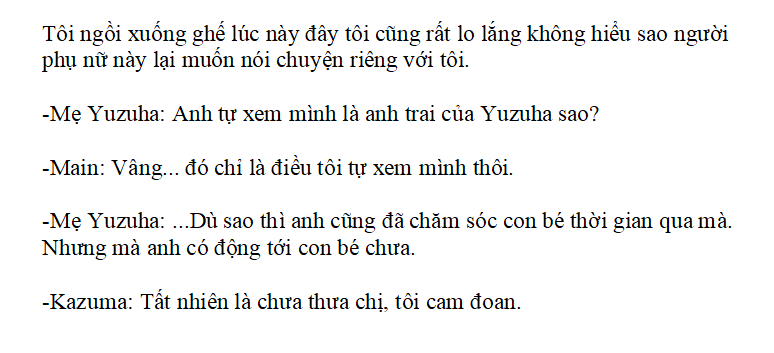 Tôi ngồi xuống ghế lúc này đây tôi cũng rất lo lắng không hiểu sao người
phụ nữ này lại muốn nói chuyện riêng với tôi.
-Mẹ Yuzuha: Anh tự xem mình là anh trai của Yuzuha sao?
-Main: Vâng... đó chỉ là điều tôi tự xem mình thôi.
-Mẹ Yuzuha: ...Dù sao thì anh cũng đã chăm sóc con bé thời gian qua mà.
Nhưng mà anh có động tới con bé chưa.
-Kazuma: Tất nhiên là chưa thưa chị, tôi cam đoan.